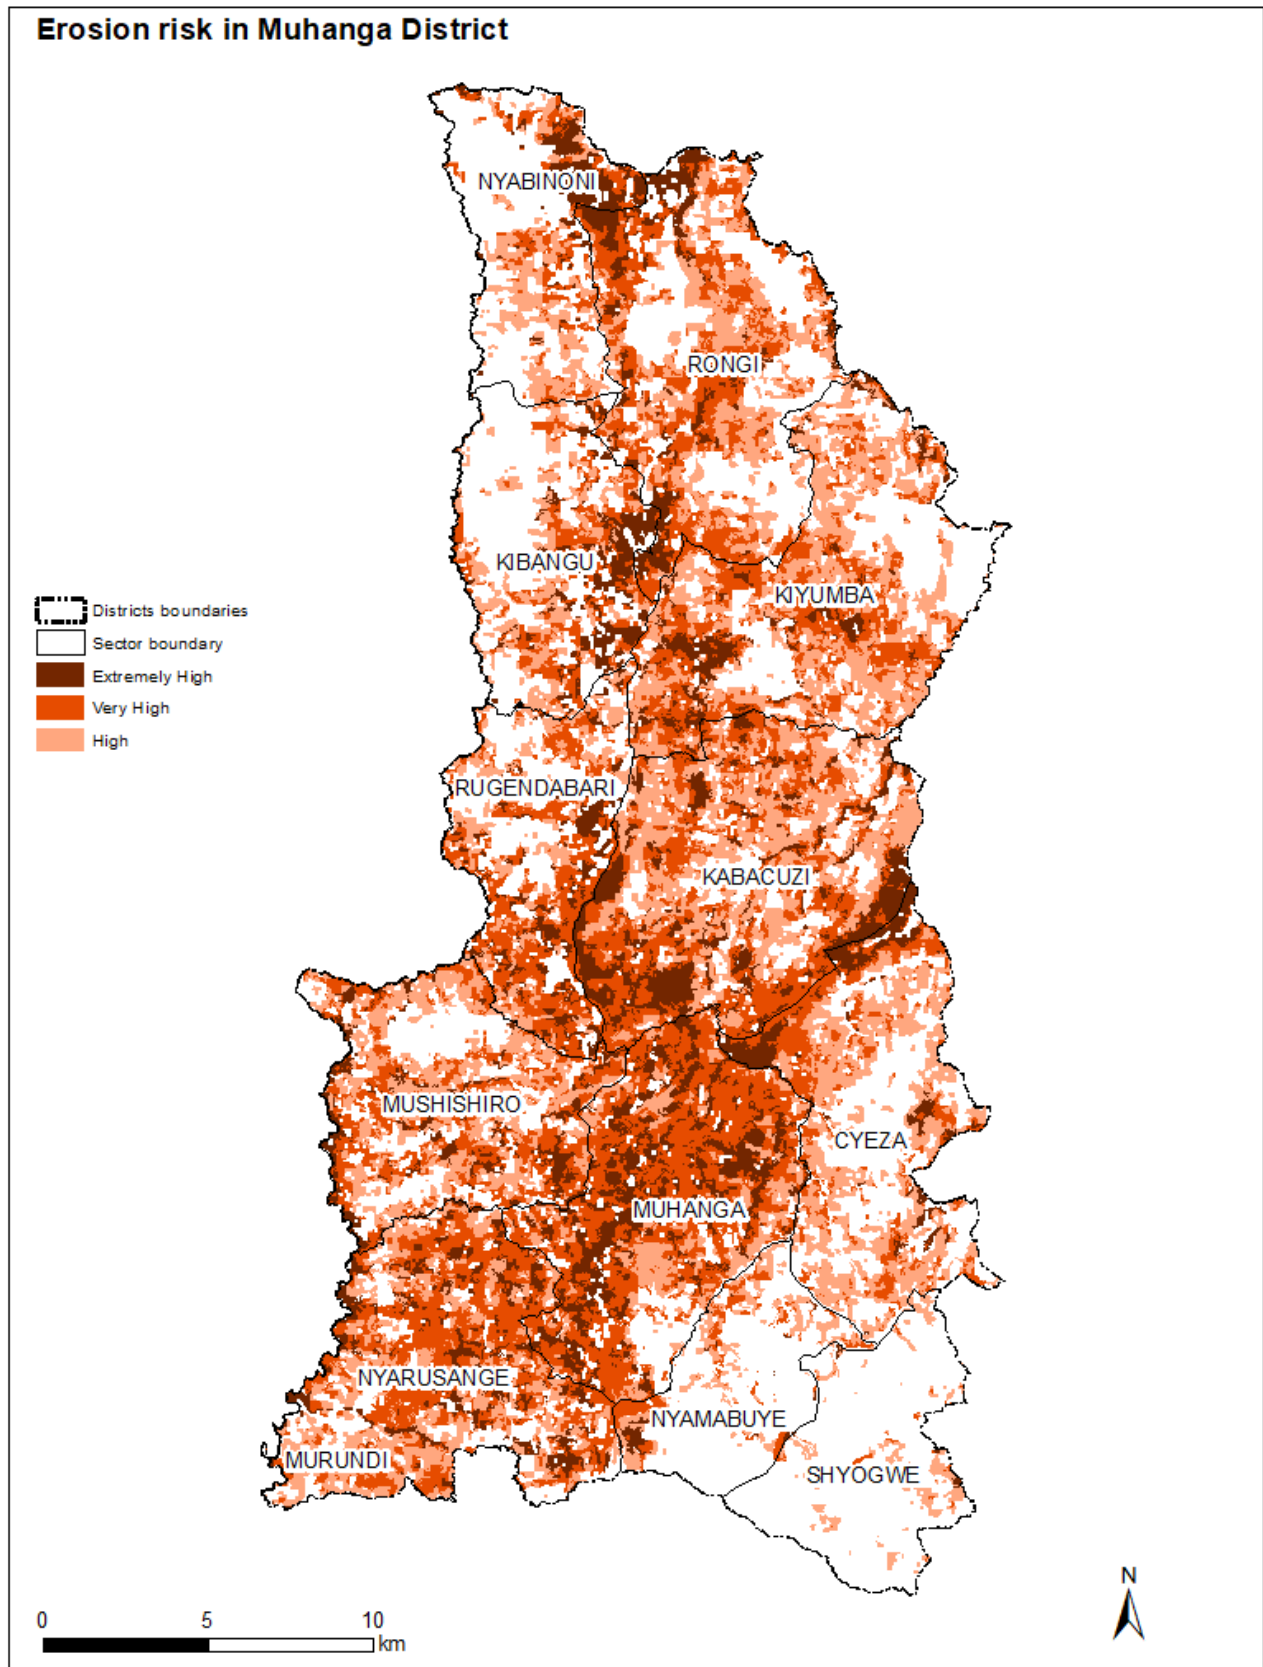 Erosion risk in Muhanga District
NYABINONI
RONGI
KIBANGU
KIYUMBA
Districts boundaries
Sector boundary
Extremely High
Very High
High
RUGENDABARI
KABACUZI
MUSHISHIRO
CYEZA
MUHANGA
NYARUSANGE
NYAMABUYE
MURUNDI
SHYOGWE
N
0 5 10
km